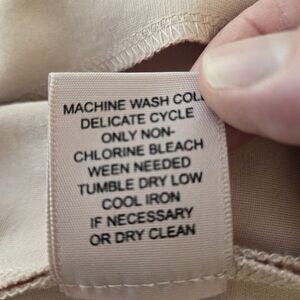 MACHINE WASH COL
DELICATE CYCLE
ONLY NON-
CHLORINE BLEACH
WEEN NEEDED
TUMBLE DRY LOW
COOL IRON
IF NECESSARY
OR DRY CLEAN